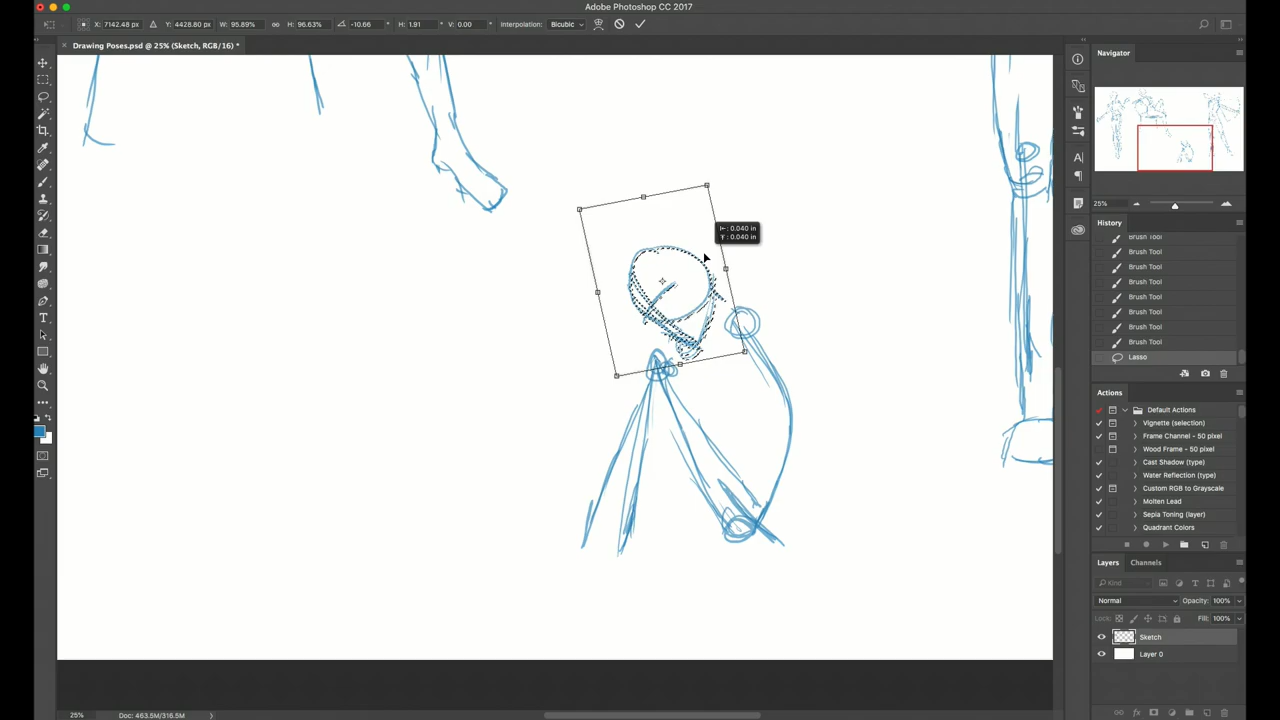 Adobe Photoshop CC 2017
X: 7142.48 px Y: 4428.80 px W: 95.89% H: 96.63% -10.66 ° H: 1.91 ° V: 0.00 ° Interpolation: Bicubic
× Drawing Poses.psd @ 25% (Sketch, RGB/16) *
Navigator
25%
History
Brush Tool
Brush Tool
Brush Tool
Brush Tool
Brush Tool
Brush Tool
Brush Tool
Brush Tool
Lasso
Actions
Default Actions
Vignette (selection)
Frame Channel - 50 pixel
Wood Frame - 50 pixel
Cast Shadow (type)
Water Reflection (type)
Custom RGB to Grayscale
Molten Lead
Sepia Toning (layer)
Quadrant Colors
Layers Channels
Kind
Normal Opacity: 100%
Lock: Fill: 100%
Sketch
Layer 0
: 0.040 in
: 0.040 in
25% Doc: 463.5M/316.5M